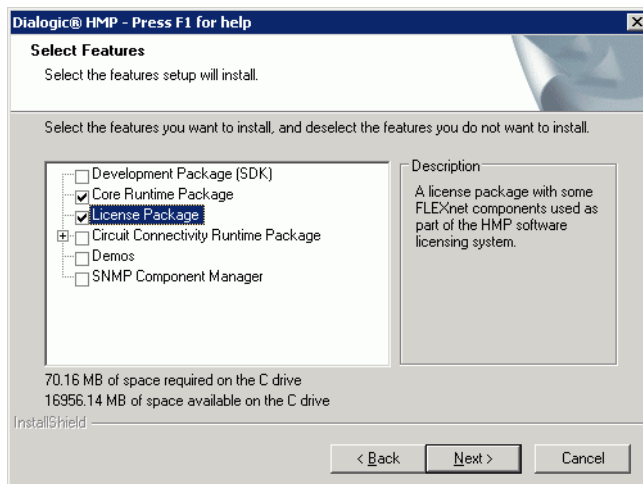 Dialogic® HMP - Press F1 for help
Select Features
Select the features setup will install.
Select the features you want to install, and deselect the features you do not want to install.
Development Package (SDK)
Core Runtime Package
License Package
Circuit Connectivity Runtime Package
Demos
SNMP Component Manager
Description
A license package with some
FLEXnet components used as
part of the HMP software
licensing system.
70.16 MB of space required on the C drive
16956.14 MB of space available on the C drive
InstallShield
< Back
Next >
Cancel